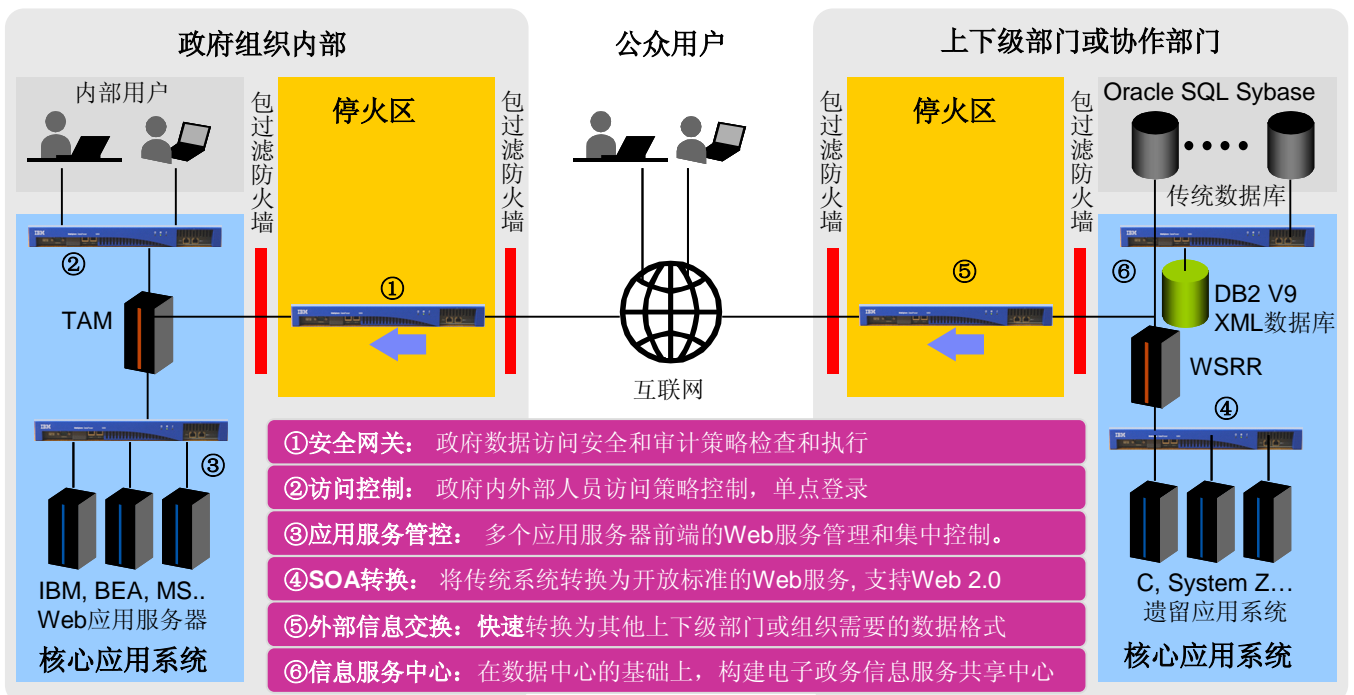 政府组织内部
公众用户
上下级部门或协作部门
内部用户
包过滤防火墙
停火区
包过滤防火墙
包过滤防火墙
停火区
包过滤防火墙
Oracle SQL Sybase
传统数据库
IBM
②
TAM
IBM
①
互联网
IBM
⑤
IBM
⑥
DB2 V9
XML数据库
WSRR
④
IBM
IBM
③
IBM, BEA, MS..
Web应用服务器
核心应用系统
C, System Z…
遗留应用系统
核心应用系统
①安全网关： 政府数据访问安全和审计策略检查和执行
②访问控制： 政府内外部人员访问策略控制，单点登录
③应用服务管控： 多个应用服务器前端的Web服务管理和集中控制。
④SOA转换： 将传统系统转换为开放标准的Web服务, 支持Web 2.0
⑤外部信息交换：快速转换为其他上下级部门或组织需要的数据格式
⑥信息服务中心：在数据中心的基础上，构建电子政务信息服务共享中心